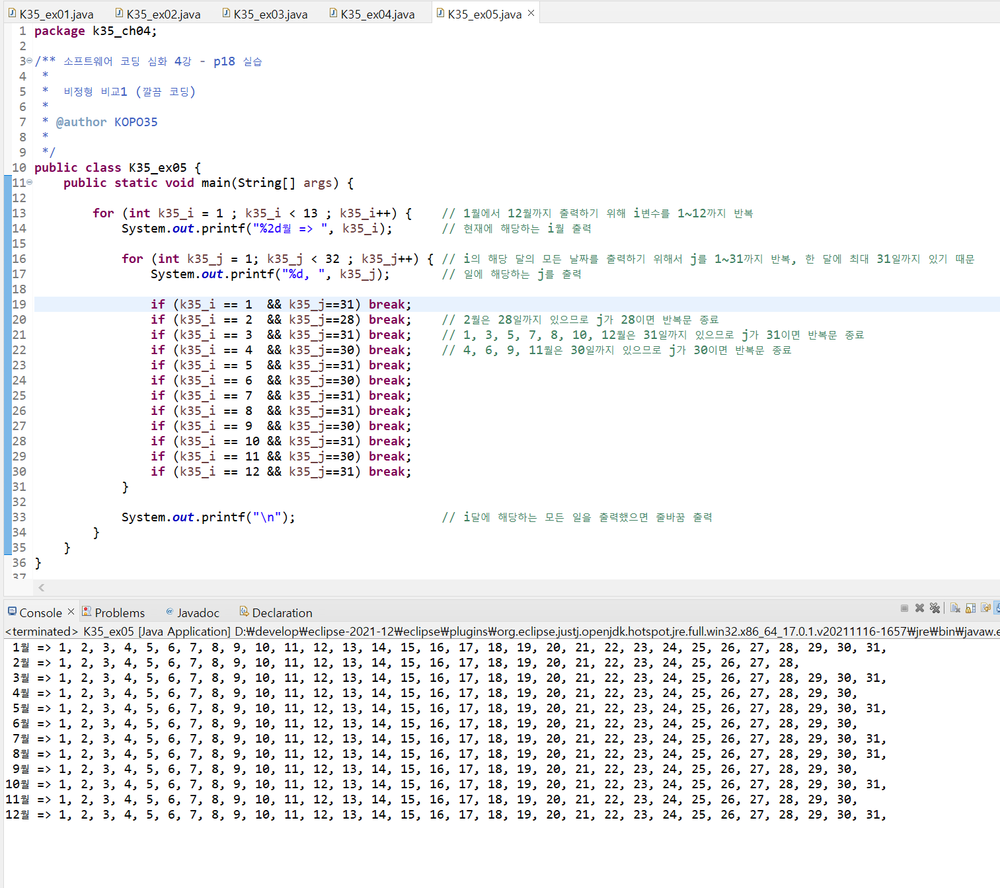 K35_ex01.java K35_ex02.java K35_ex03.java K35_ex04.java K35_ex05.java
1 package k35_ch04;
2
3 /** 소프트웨어 코딩 심화 4강 - p18 실습
4  *
5  *  비정형 비교1 (깔끔 코딩)
6  *
7  * @author KOPO35
8  *
9  */
10 public class K35_ex05 {
11     public static void main(String[] args) {
12
13         for (int k35_i = 1 ; k35_i < 13 ; k35_i++) {    // 1월에서 12월까지 출력하기 위해 i변수를 1~12까지 반복
14             System.out.printf("%2d월 => ", k35_i);       // 현재에 해당하는 i월 출력
15
16             for (int k35_j = 1; k35_j < 32 ; k35_j++) { // i의 해당 달의 모든 날짜를 출력하기 위해서 j를 1~31까지 반복, 한 달에 최대 31일까지 있기 때문
17                 System.out.printf("%d, ", k35_j);       // 일에 해당하는 j를 출력
18
19                 if (k35_i == 1  && k35_j==31) break;
20                 if (k35_i == 2  && k35_j==28) break;    // 2월은 28일까지 있으므로 j가 28이면 반복문 종료
21                 if (k35_i == 3  && k35_j==31) break;    // 1, 3, 5, 7, 8, 10, 12월은 31일까지 있으므로 j가 31이면 반복문 종료
22                 if (k35_i == 4  && k35_j==30) break;    // 4, 6, 9, 11월은 30일까지 있으므로 j가 30이면 반복문 종료
23                 if (k35_i == 5  && k35_j==31) break;
24                 if (k35_i == 6  && k35_j==30) break;
25                 if (k35_i == 7  && k35_j==31) break;
26                 if (k35_i == 8  && k35_j==31) break;
27                 if (k35_i == 9  && k35_j==30) break;
28                 if (k35_i == 10 && k35_j==31) break;
29                 if (k35_i == 11 && k35_j==30) break;
30                 if (k35_i == 12 && k35_j==31) break;
31             }
32
33             System.out.printf("\n");                    // i달에 해당하는 모든 일을 출력했으면 줄바꿈 출력
34         }
35     }
36 }
37
Console Problems @ Javadoc Declaration
<terminated> K35_ex05 [Java Application] D:₩develop₩eclipse-2021-12₩eclipse₩plugins₩org.eclipse.justj.openjdk.hotspot.jre.full.win32.x86_64_17.0.1.v20211116-1657₩jre₩bin₩javaw.e
 1월 => 1, 2, 3, 4, 5, 6, 7, 8, 9, 10, 11, 12, 13, 14, 15, 16, 17, 18, 19, 20, 21, 22, 23, 24, 25, 26, 27, 28, 29, 30, 31,
 2월 => 1, 2, 3, 4, 5, 6, 7, 8, 9, 10, 11, 12, 13, 14, 15, 16, 17, 18, 19, 20, 21, 22, 23, 24, 25, 26, 27, 28,
 3월 => 1, 2, 3, 4, 5, 6, 7, 8, 9, 10, 11, 12, 13, 14, 15, 16, 17, 18, 19, 20, 21, 22, 23, 24, 25, 26, 27, 28, 29, 30, 31,
 4월 => 1, 2, 3, 4, 5, 6, 7, 8, 9, 10, 11, 12, 13, 14, 15, 16, 17, 18, 19, 20, 21, 22, 23, 24, 25, 26, 27, 28, 29, 30,
 5월 => 1, 2, 3, 4, 5, 6, 7, 8, 9, 10, 11, 12, 13, 14, 15, 16, 17, 18, 19, 20, 21, 22, 23, 24, 25, 26, 27, 28, 29, 30, 31,
 6월 => 1, 2, 3, 4, 5, 6, 7, 8, 9, 10, 11, 12, 13, 14, 15, 16, 17, 18, 19, 20, 21, 22, 23, 24, 25, 26, 27, 28, 29, 30,
 7월 => 1, 2, 3, 4, 5, 6, 7, 8, 9, 10, 11, 12, 13, 14, 15, 16, 17, 18, 19, 20, 21, 22, 23, 24, 25, 26, 27, 28, 29, 30, 31,
 8월 => 1, 2, 3, 4, 5, 6, 7, 8, 9, 10, 11, 12, 13, 14, 15, 16, 17, 18, 19, 20, 21, 22, 23, 24, 25, 26, 27, 28, 29, 30, 31,
 9월 => 1, 2, 3, 4, 5, 6, 7, 8, 9, 10, 11, 12, 13, 14, 15, 16, 17, 18, 19, 20, 21, 22, 23, 24, 25, 26, 27, 28, 29, 30,
10월 => 1, 2, 3, 4, 5, 6, 7, 8, 9, 10, 11, 12, 13, 14, 15, 16, 17, 18, 19, 20, 21, 22, 23, 24, 25, 26, 27, 28, 29, 30, 31,
11월 => 1, 2, 3, 4, 5, 6, 7, 8, 9, 10, 11, 12, 13, 14, 15, 16, 17, 18, 19, 20, 21, 22, 23, 24, 25, 26, 27, 28, 29, 30,
12월 => 1, 2, 3, 4, 5, 6, 7, 8, 9, 10, 11, 12, 13, 14, 15, 16, 17, 18, 19, 20, 21, 22, 23, 24, 25, 26, 27, 28, 29, 30, 31,